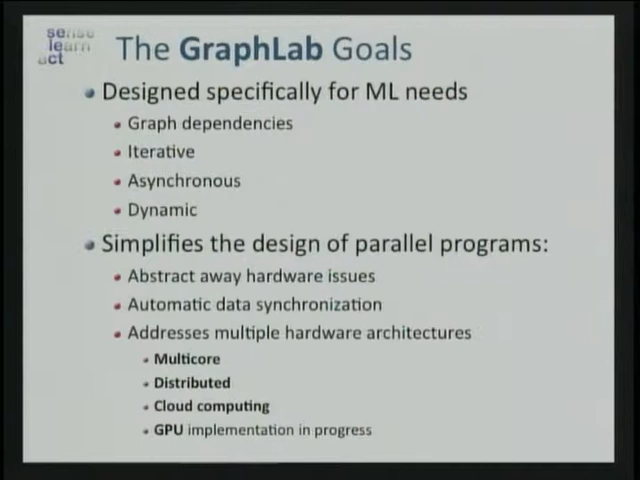 sense
learn
act
The GraphLab Goals
Designed specifically for ML needs
Graph dependencies
Iterative
Asynchronous
Dynamic
Simplifies the design of parallel programs:
Abstract away hardware issues
Automatic data synchronization
Addresses multiple hardware architectures
Multicore
Distributed
Cloud computing
GPU implementation in progress